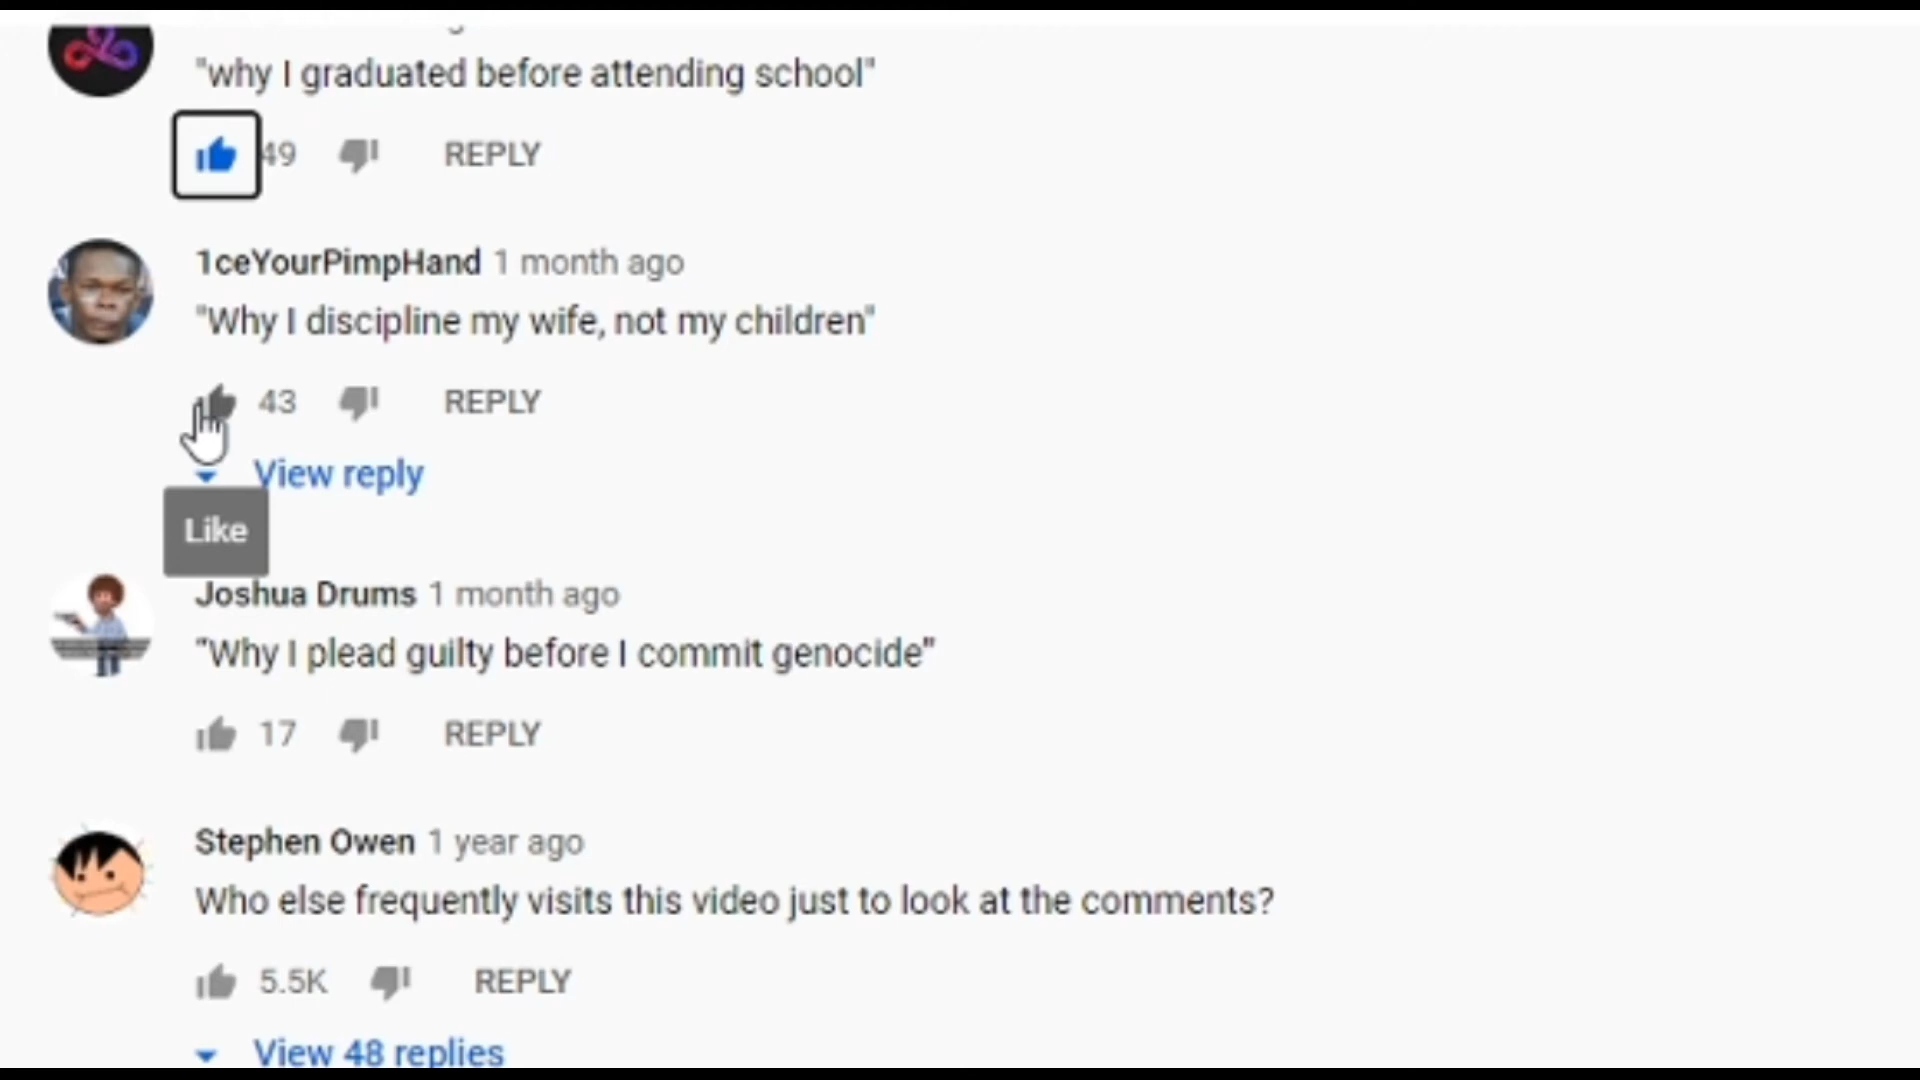 "why I graduated before attending school"
49 REPLY
1ceYourPimpHand 1 month ago
"Why I discipline my wife, not my children"
43 REPLY
View reply
Like
Joshua Drums 1 month ago
"Why I plead guilty before I commit genocide"
17 REPLY
Stephen Owen 1 year ago
Who else frequently visits this video just to look at the comments?
5.5K REPLY
View 48 replies